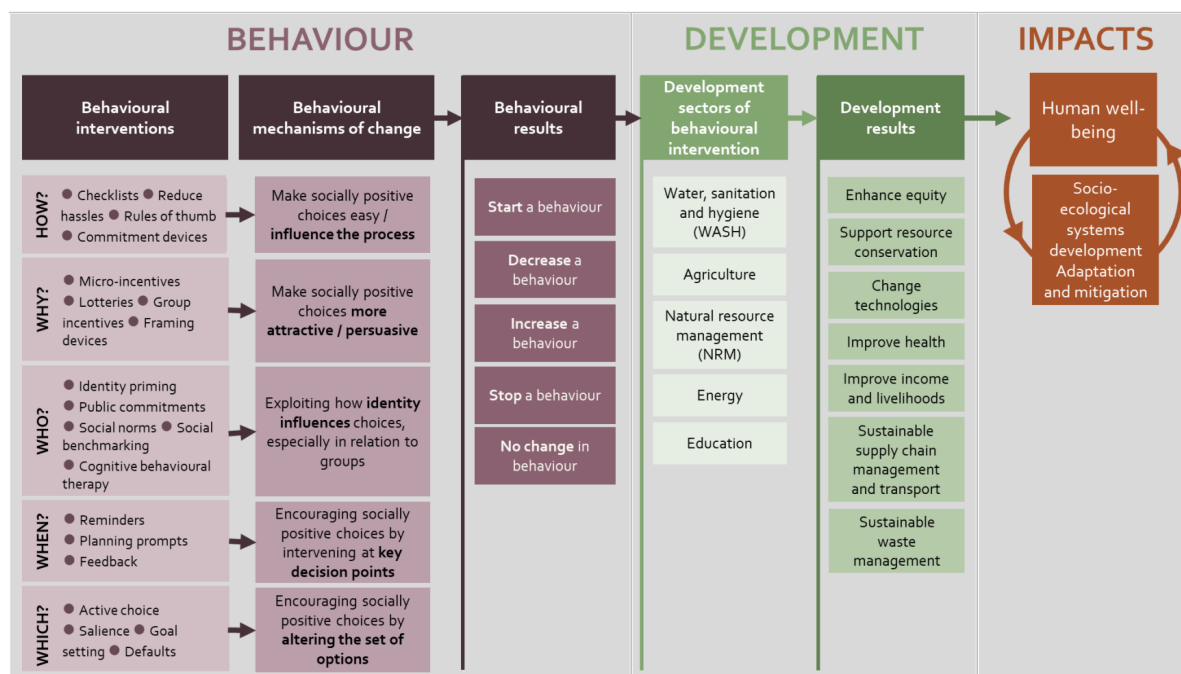 BEHAVIOUR
DEVELOPMENT
IMPACTS
Behavioural
interventions
Behavioural
mechanisms of change
Behavioural
results
Development
sectors of
behavioural
intervention
Development
results
Human well-
being
HOW?
● Checklists ● Reduce
hassles ● Rules of thumb
● Commitment devices
Make socially positive
choices easy /
influence the process
WHY?
● Micro-incentives
● Lotteries ● Group
incentives ● Framing
devices
Make socially positive
choices more
attractive / persuasive
WHO?
● Identity priming
● Public commitments
● Social norms ● Social
benchmarking
● Cognitive behavioural
therapy
Exploiting how identity
influences choices,
especially in relation to
groups
WHEN?
● Reminders
● Planning prompts
● Feedback
Encouraging socially
positive choices by
intervening at key
decision points
WHICH?
● Active choice
● Salience ● Goal
setting ● Defaults
Encouraging socially
positive choices by
altering the set of
options
Start a behaviour
Decrease a
behaviour
Increase a
behaviour
Stop a behaviour
No change in
behaviour
Water, sanitation
and hygiene
(WASH)
Agriculture
Natural resource
management
(NRM)
Energy
Education
Enhance equity
Support resource
conservation
Change
technologies
Improve health
Improve income
and livelihoods
Sustainable
supply chain
management
and transport
Sustainable
waste
management
Socio-
ecological
systems
development
Adaptation
and mitigation